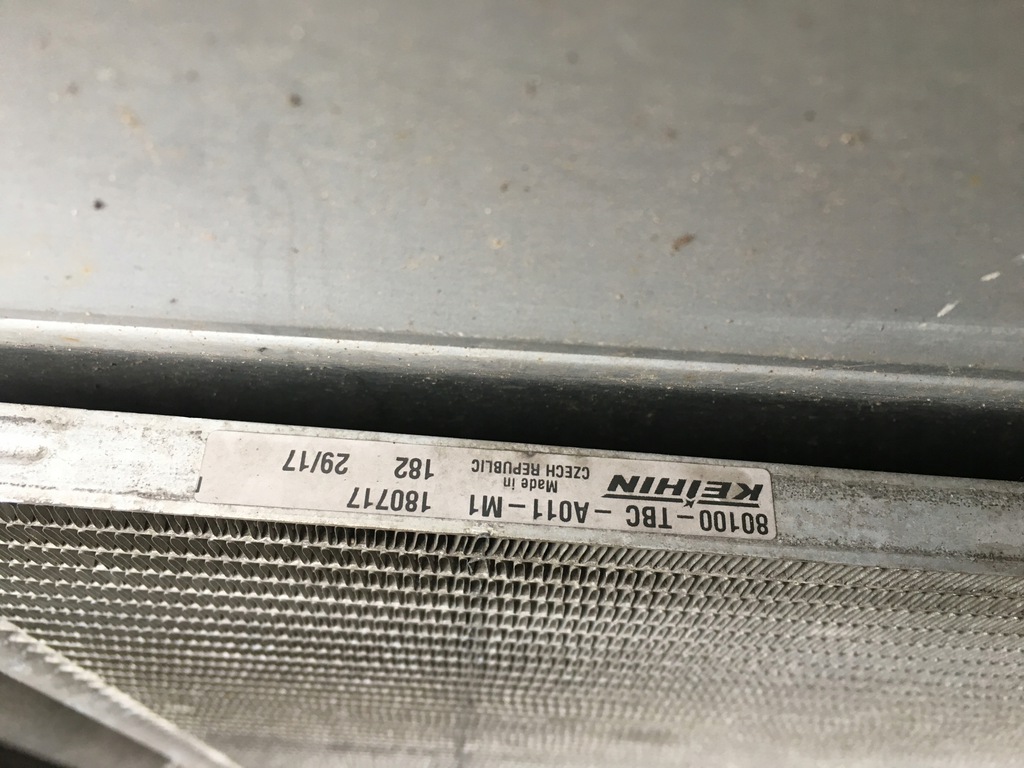 80100-TBC-A011-M1 180717
KEIHIN Made in CZECH REPUBLIC 182 29/17